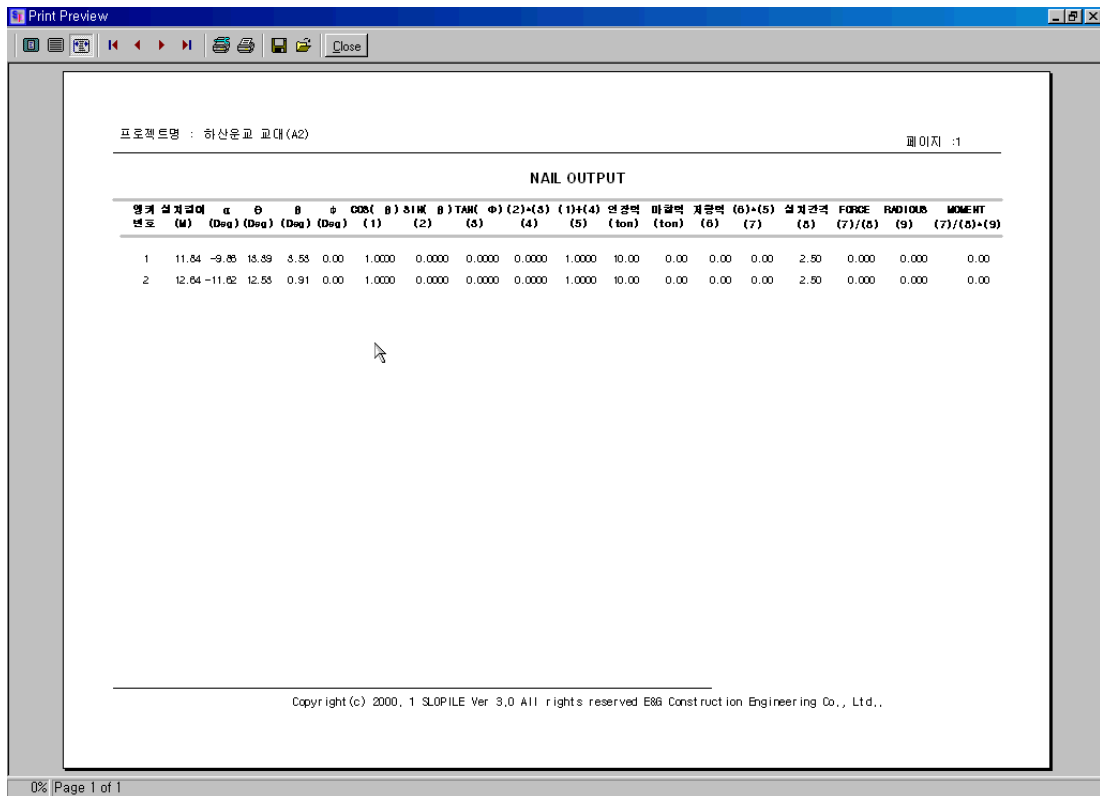 Print Preview
Close
프로젝트명 : 하산운교 교대(A2)
페이지 :1
NAIL OUTPUT
앵커 설치길이 α θ β φ COS( β) SIN( β) TAN( Φ) (2)*(3) (1)+(4) 인장력 마찰력 저항력 (6)*(5) 설치간격 FORCE RADIOUS MOMENT
번호 (M) (Deg) (Deg) (Deg) (Deg) (1) (2) (3) (4) (5) (ton) (ton) (6) (7) (8) (7)/(8) (9) (7)/(8)*(9)
1 11.84 -9.86 13.39 3.53 0.00 1.0000 0.0000 0.0000 0.0000 1.0000 10.00 0.00 0.00 0.00 2.50 0.000 0.000 0.00
2 12.64 -11.62 12.53 0.91 0.00 1.0000 0.0000 0.0000 0.0000 1.0000 10.00 0.00 0.00 0.00 2.50 0.000 0.000 0.00
Copyright(c) 2000, 1 SLOPILE Ver 3.0 All rights reserved E&G Construction Engineering Co., Ltd..
0% Page 1 of 1